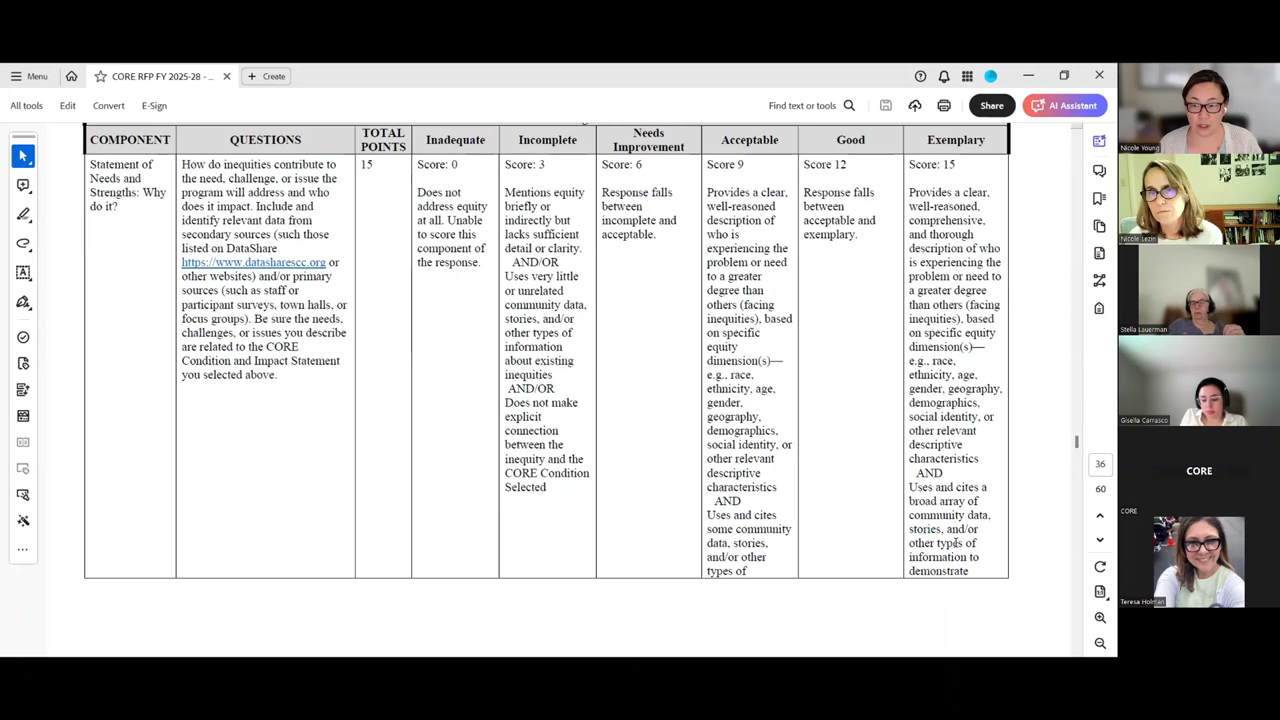 Menu
CORE RFP FY 2025-28 - ...
Create
All tools
Edit
Convert
E-Sign
Find text or tools
Share
AI Assistant
COMPONENT
QUESTIONS
TOTAL
POINTS
Inadequate
Incomplete
Needs
Improvement
Acceptable
Good
Exemplary
Statement of
Needs and
Strengths: Why
do it?
How do inequities contribute to
the need, challenge, or issue the
program will address and who
does it impact. Include and
identify relevant data from
secondary sources (such those
listed on DataShare
https://www.datasharescc.org or
other websites) and/or primary
sources (such as staff or
participant surveys, town halls, or
focus groups). Be sure the needs,
challenges, or issues you describe
are related to the CORE
Condition and Impact Statement
you selected above.
15
Score: 0
Does not
address equity
at all. Unable
to score this
component of
the response.
Score: 3
Mentions equity
briefly or
indirectly but
lacks sufficient
detail or clarity.
AND/OR
Uses very little
or unrelated
community data,
stories, and/or
other types of
information
about existing
inequities
AND/OR
Does not make
explicit
connection
between the
inequity and the
CORE Condition
Selected
Score: 6
Response falls
between
incomplete and
acceptable.
Score 9
Provides a clear,
well-reasoned
description of
who is
experiencing the
problem or need
to a greater
degree than
others (facing
inequities), based
on specific
equity
dimension(s)—
e.g., race,
ethnicity, age,
gender,
geography,
demographics,
social identity, or
other relevant
descriptive
characteristics
AND
Uses and cites
some community
data, stories,
and/or other
types of
Score 12
Response falls
between
acceptable and
exemplary.
Score: 15
Provides a clear,
well-reasoned,
comprehensive,
and thorough
description of who
is experiencing the
problem or need to
a greater degree
than others (facing
inequities), based
on specific equity
dimension(s)—
e.g., race,
ethnicity, age,
gender, geography,
demographics,
social identity, or
other relevant
descriptive
characteristics
AND
Uses and cites a
broad array of
community data,
stories, and/or
other types of
information to
demonstrate
36
60
Nicole Young
Nicole Lezin
Stella Lauerman
Gisella Carrasco
CORE
CORE
Teresa Holman